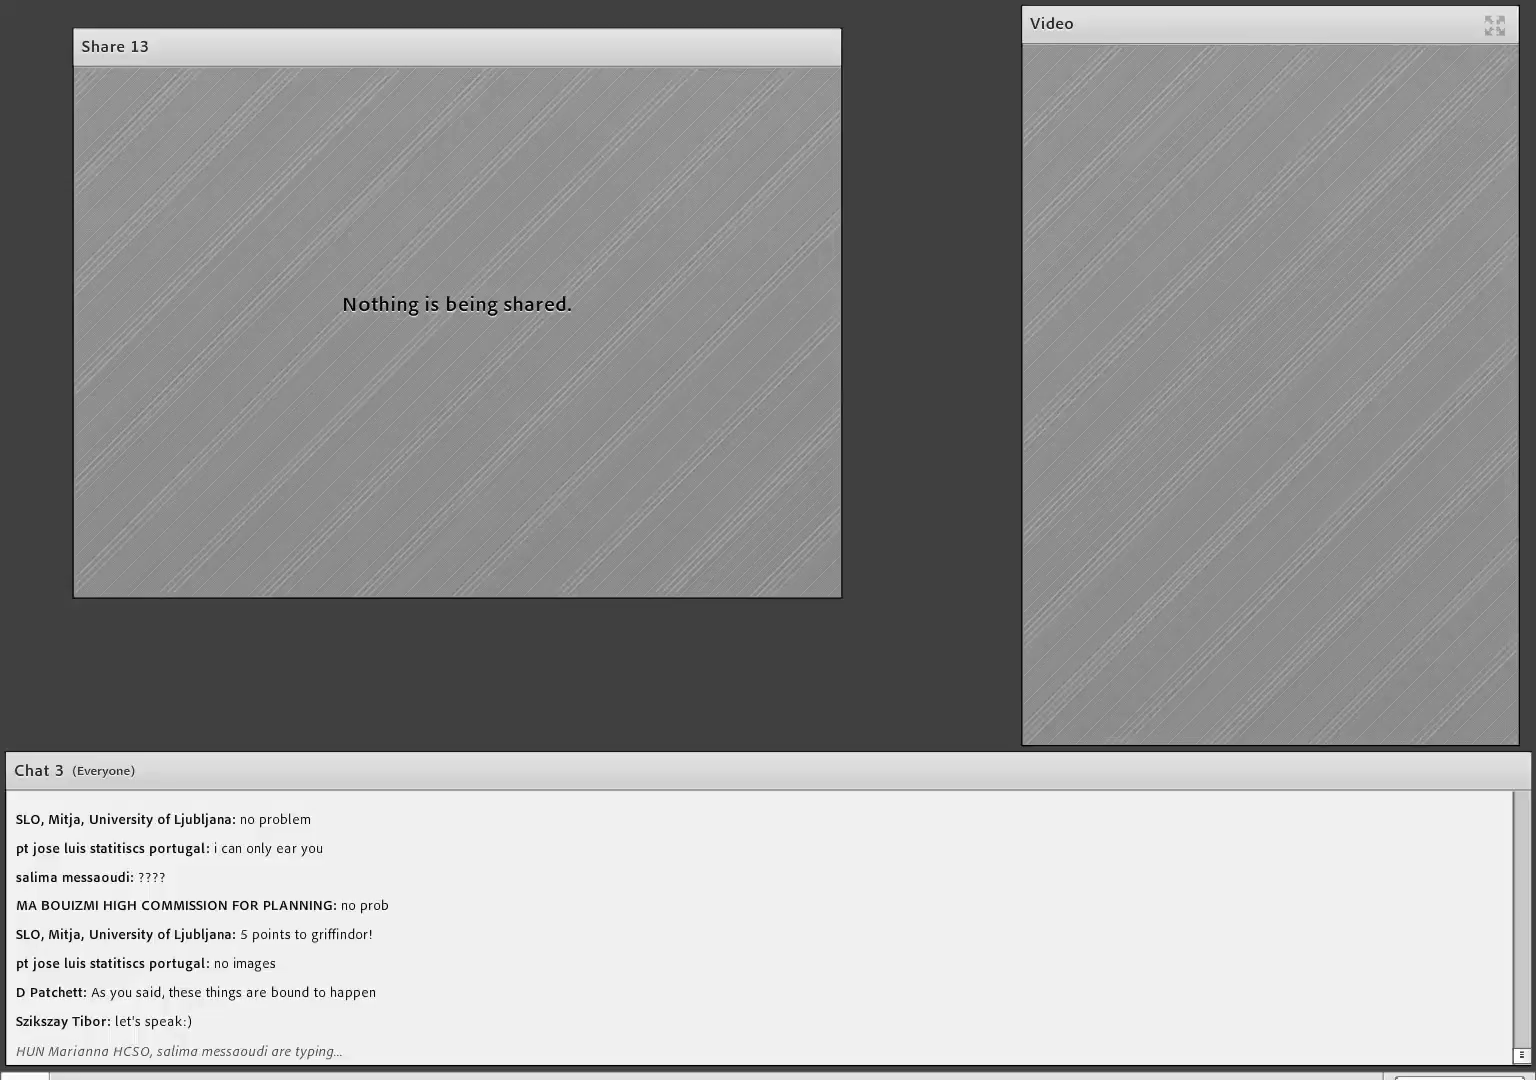 Share 13
Video
Nothing is being shared.
Chat 3 (Everyone)
SLO, Mitja, University of Ljubljana: no problem
pt jose luis statitiscs portugal: i can only ear you
salima messaoudi: ????
MA BOUIZMI HIGH COMMISSION FOR PLANNING: no prob
SLO, Mitja, University of Ljubljana: 5 points to griffindor!
pt jose luis statitiscs portugal: no images
D Patchett: As you said, these things are bound to happen
Szikszay Tibor: let's speak:)
HUN Marianna HCSO, salima messaoudi are typing...